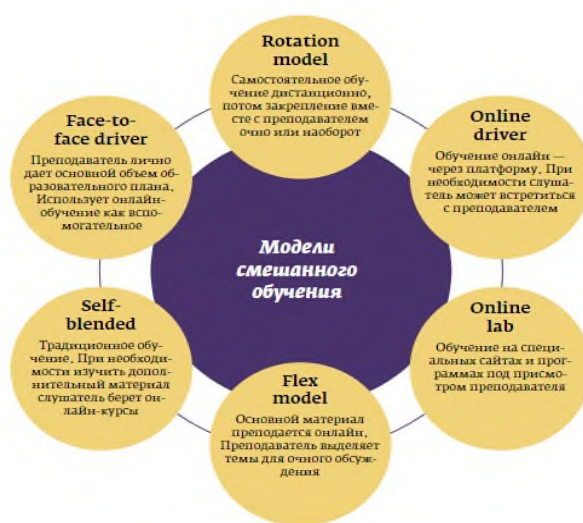 Rotation
model
Самостоятельное обу-
чение дистанционно,
потом закрепление вме-
сте с преподавателем
очно или наоборот
Face-to-
face driver
Преподаватель лично
дает основной объем об-
разовательного плана.
Использует онлайн-
обучение как вспо-
могательное
Online
driver
Обучение онлайн —
через платформу. При
необходимости слуша-
тель может встретиться
с преподавателем
Модели
смешанного
обучения
Self-
blended
Традиционное обу-
чение. При необходи-
мости изучить допол-
нительный материал
слушатель берет он-
лайн-курсы
Online
lab
Обучение на специ-
альных сайтах и про-
граммах под присмо-
тром преподавателя
Flex
model
Основной материал
преподается онлайн.
Преподаватель выделяет
темы для очного обсуж-
дения